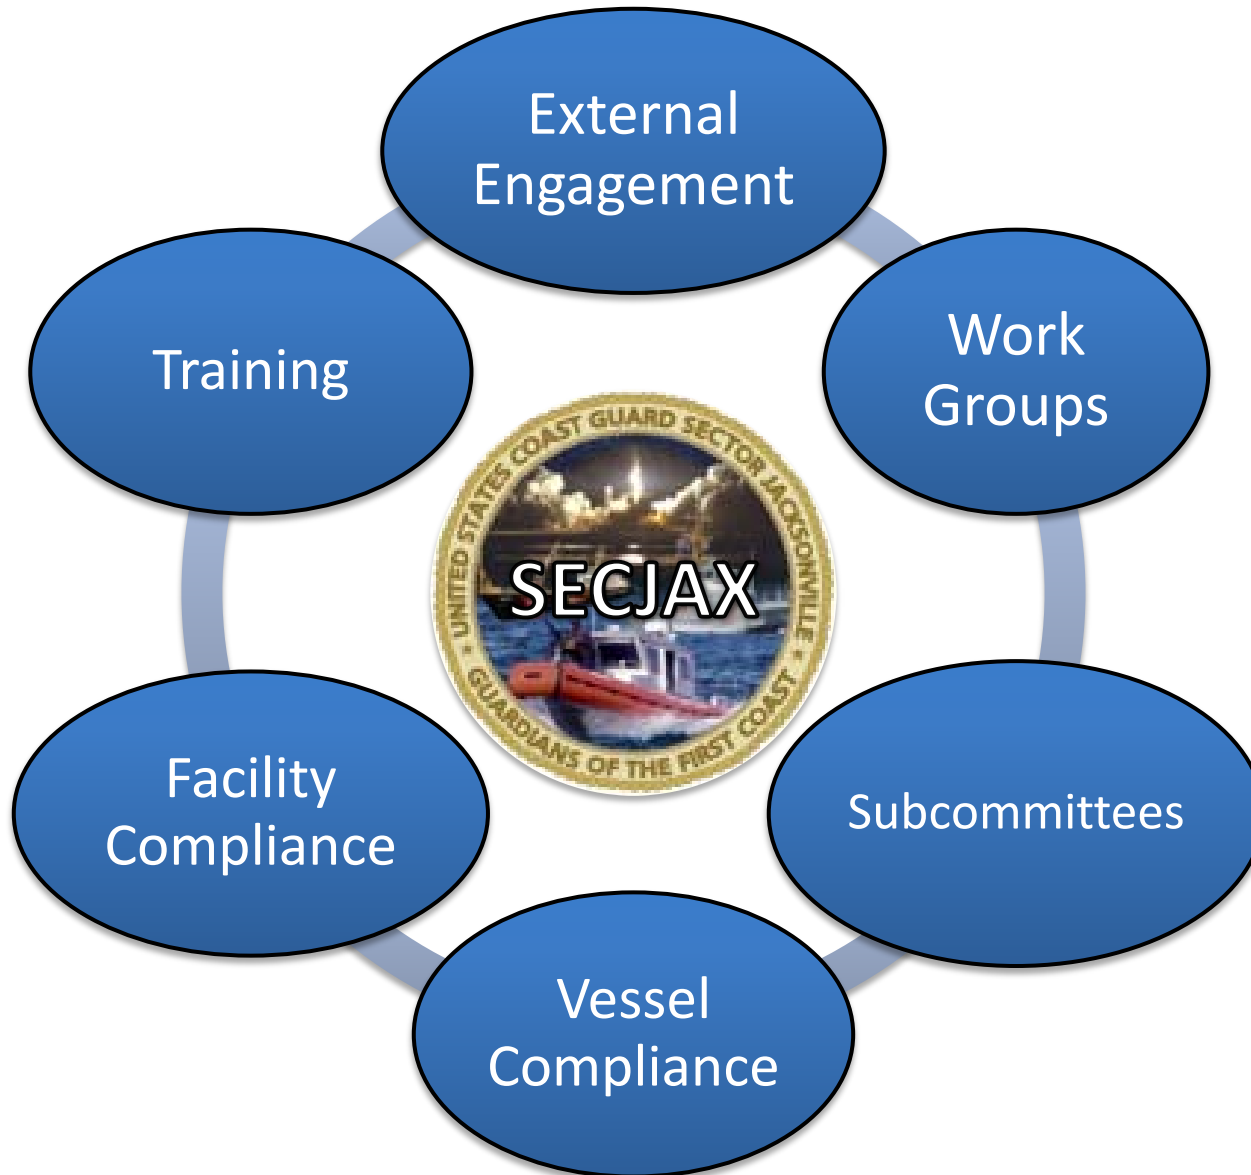 External
Engagement
Work
Groups
Training
UNITED STATES COAST GUARD SECTOR JACKSONVILLE
SECJAX
GUARDIANS OF THE FIRST COAST
Facility
Compliance
Subcommittees
Vessel
Compliance